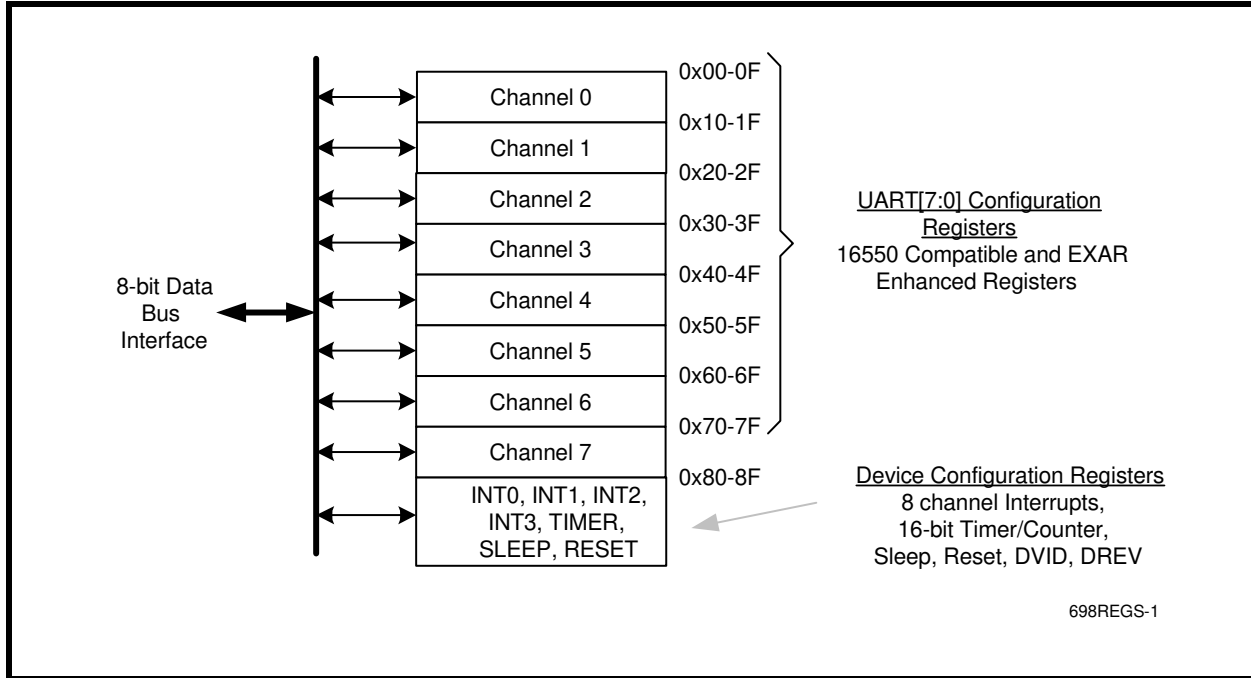 0x00-0F
Channel 0
0x10-1F
Channel 1
0x20-2F
Channel 2
0x30-3F
Channel 3
0x40-4F
Channel 4
0x50-5F
Channel 5
0x60-6F
Channel 6
0x70-7F
Channel 7
0x80-8F
INT0, INT1, INT2,
INT3, TIMER,
SLEEP, RESET
8-bit Data
Bus
Interface
UART[7:0] Configuration
Registers
16550 Compatible and EXAR
Enhanced Registers
Device Configuration Registers
8 channel Interrupts,
16-bit Timer/Counter,
Sleep, Reset, DVID, DREV
698REGS-1